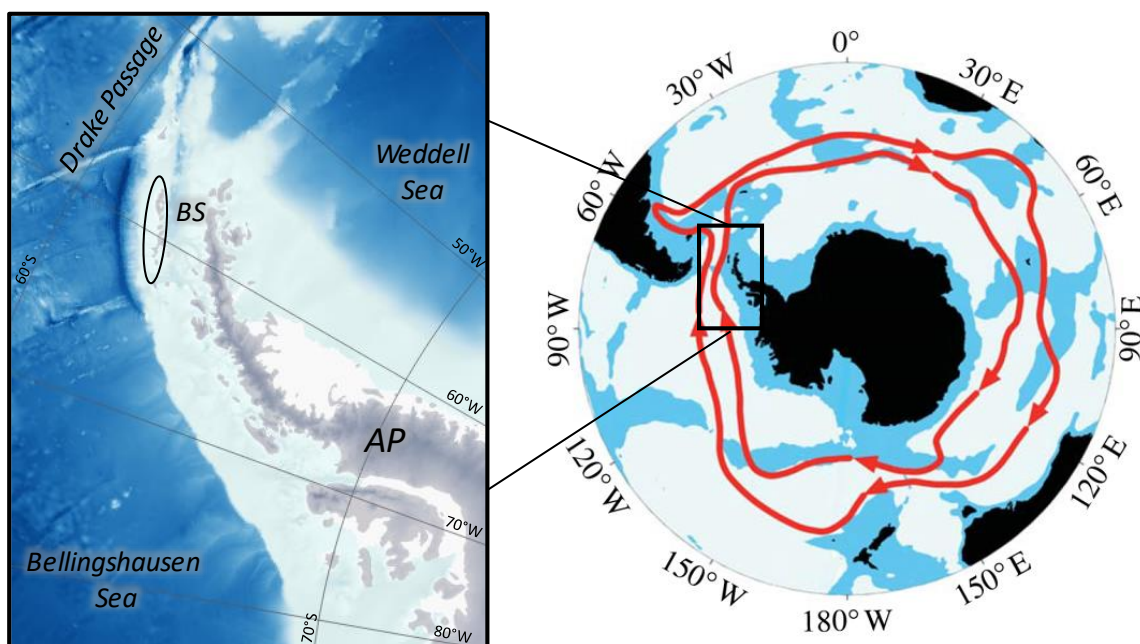 Drake Passage
Weddell
Sea
BS
50°W
60°S
60°W
AP
70°W
Bellingshausen
Sea
70°S
80°W
0°
30° W
30° E
60° W
60° E
90° W
90° E
120° W
120° E
150° W
150° E
180° W